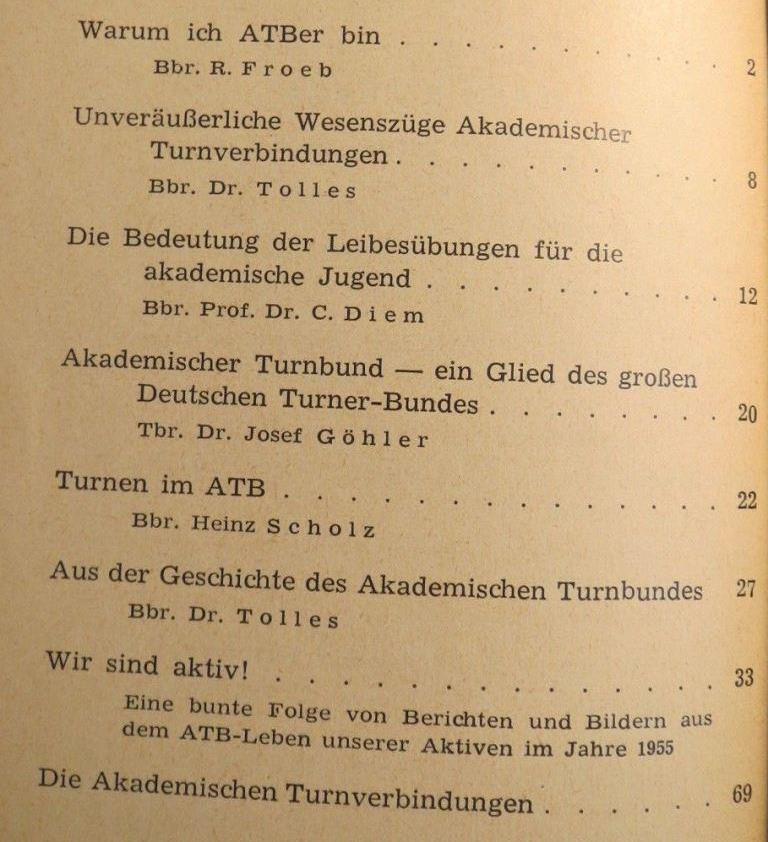 Warum ich ATBer bin . . . . . . . . . . 2
Bbr. R. Froeb
Unveräußerliche Wesenszüge Akademischer
Turnverbindungen . . . . . . . . . . 8
Bbr. Dr. Tolles
Die Bedeutung der Leibesübungen für die
akademische Jugend . . . . . . . . . 12
Bbr. Prof. Dr. C. Diem
Akademischer Turnbund — ein Glied des großen
Deutschen Turner-Bundes . . . . . . . 20
Tbr. Dr. Josef Göhler
Turnen im ATB . . . . . . . . . . . . . 22
Bbr. Heinz Scholz
Aus der Geschichte des Akademischen Turnbundes 27
Bbr. Dr. Tolles
Wir sind aktiv! . . . . . . . . . . . . . 33
Eine bunte Folge von Berichten und Bildern aus
dem ATB-Leben unserer Aktiven im Jahre 1955
Die Akademischen Turnverbindungen . . . . . . 69